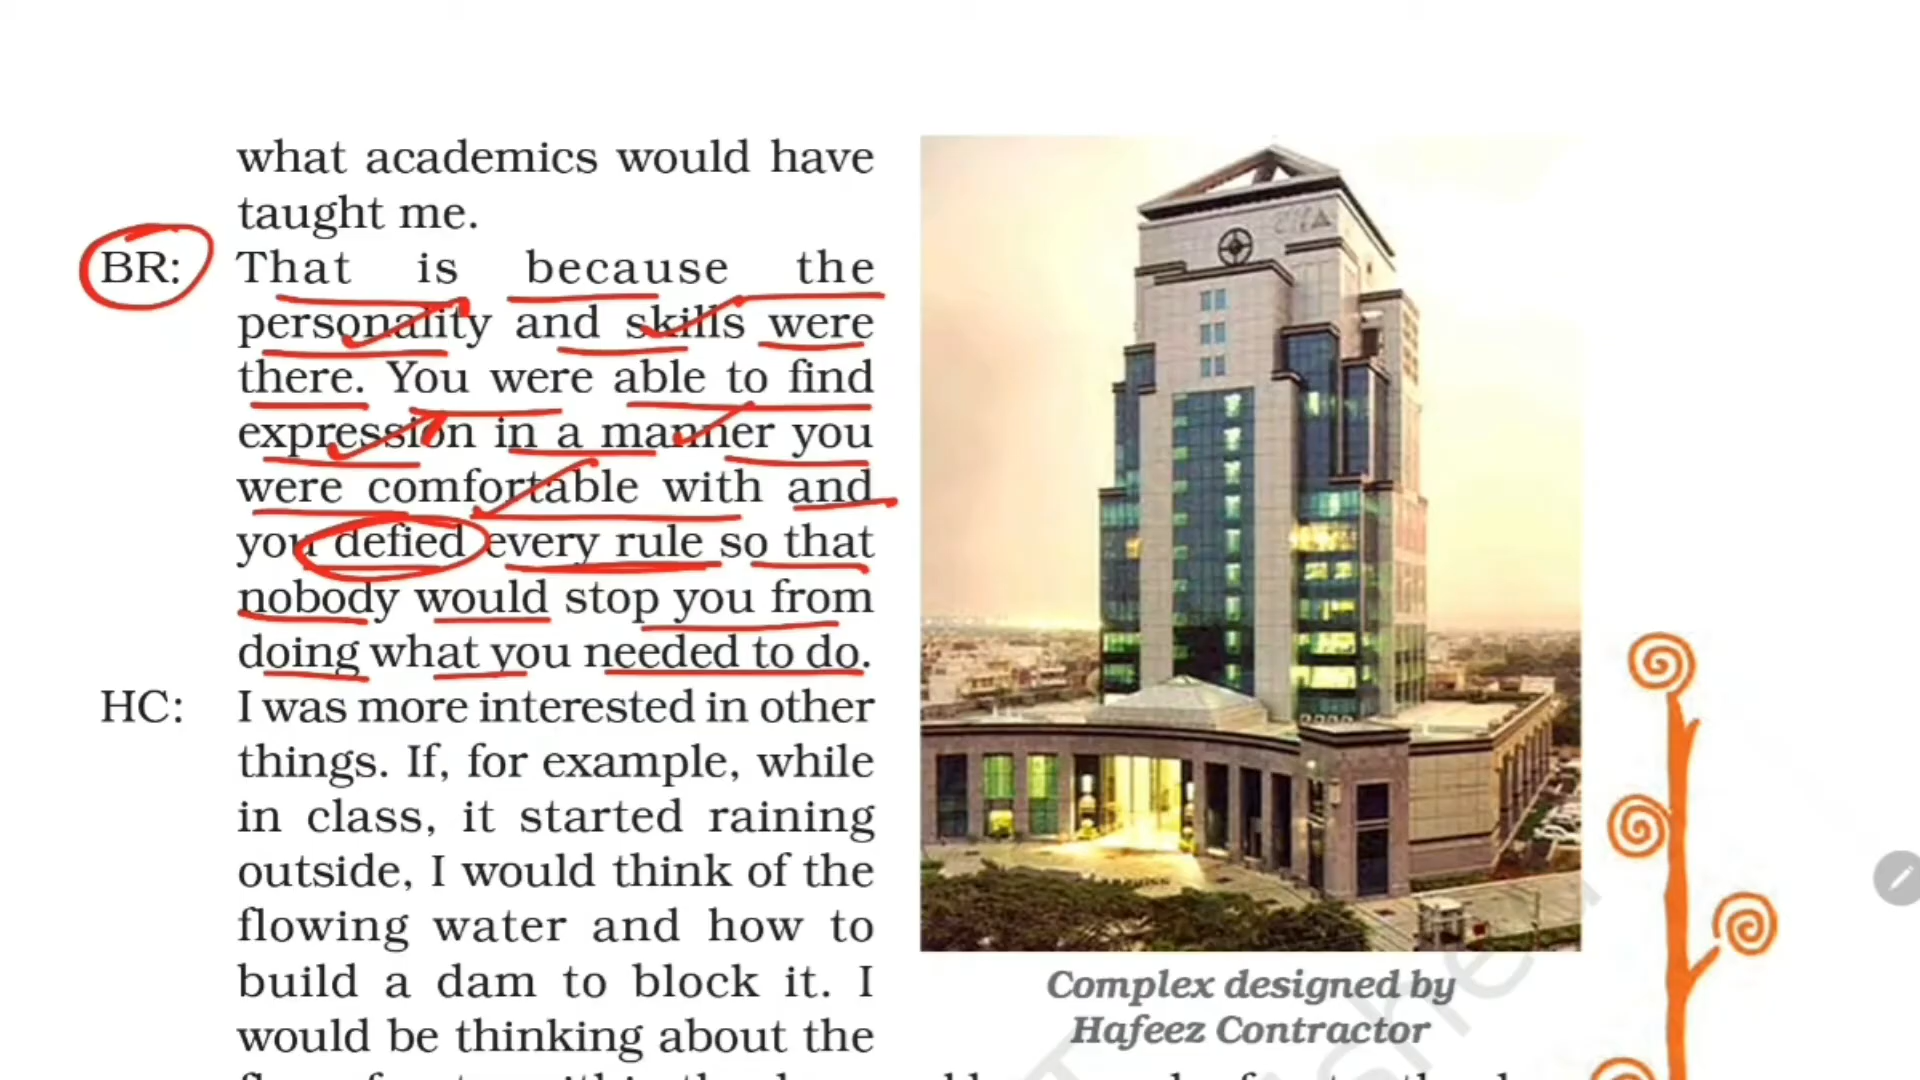 what academics would have
taught me.
BR: That is because the
personality and skills were
there. You were able to find
expression in a manner you
were comfortable with and
you defied every rule so that
nobody would stop you from
doing what you needed to do.
HC: I was more interested in other
things. If, for example, while
in class, it started raining
outside, I would think of the
flowing water and how to
build a dam to block it. I
would be thinking about the
Complex designed by
Hafeez Contractor